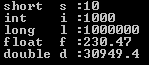 short  s :10
int    i :1000
long   l :1000000
float  f :230.47
double d :30949.4